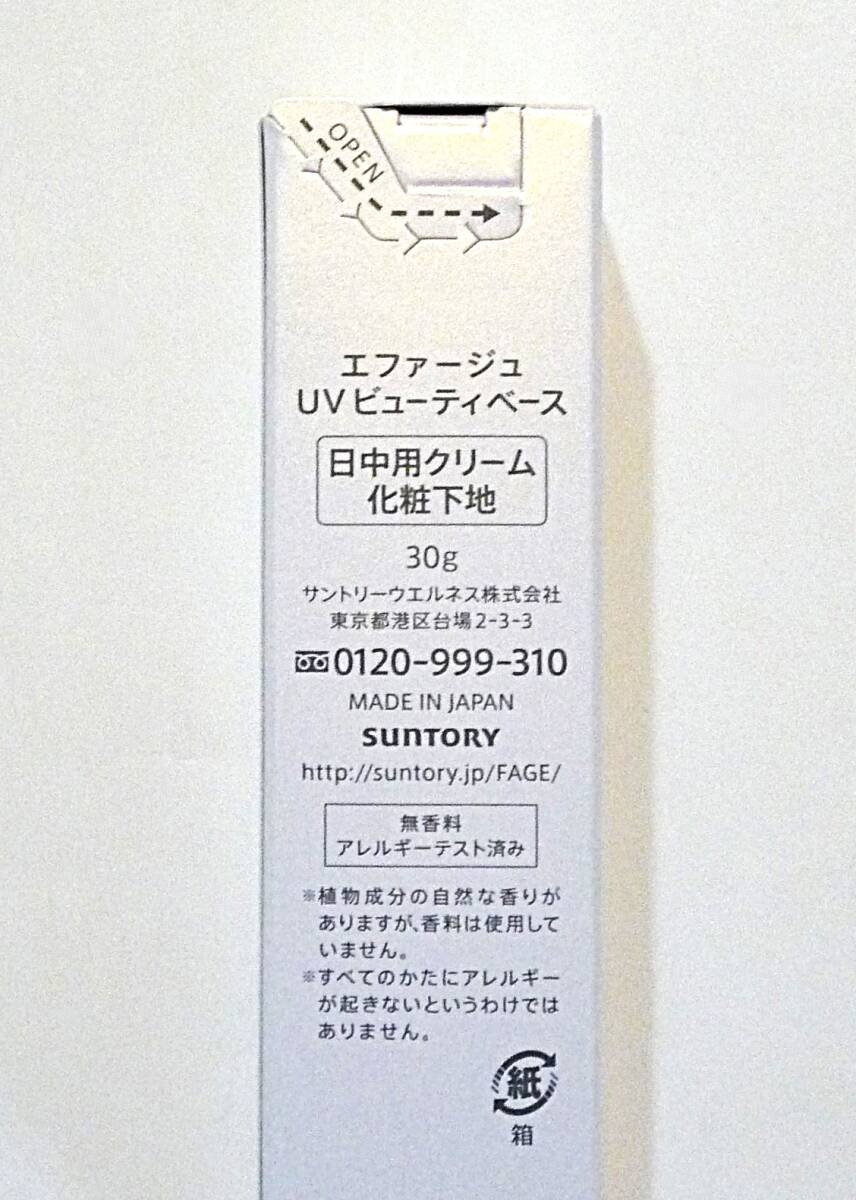 OPEN
エファージュ
UVビューティベース
日中用クリーム
化粧下地
30g
サントリーウエルネス株式会社
東京都港区台場2-3-3
0120-999-310
MADE IN JAPAN
SUNTORY
http://suntory.jp/FAGE/
無香料
アレルギーテスト済み
※植物成分の自然な香りが
ありますが、香料は使用して
いません。
※すべてのかたにアレルギー
が起きないというわけでは
ありません。
紙
箱